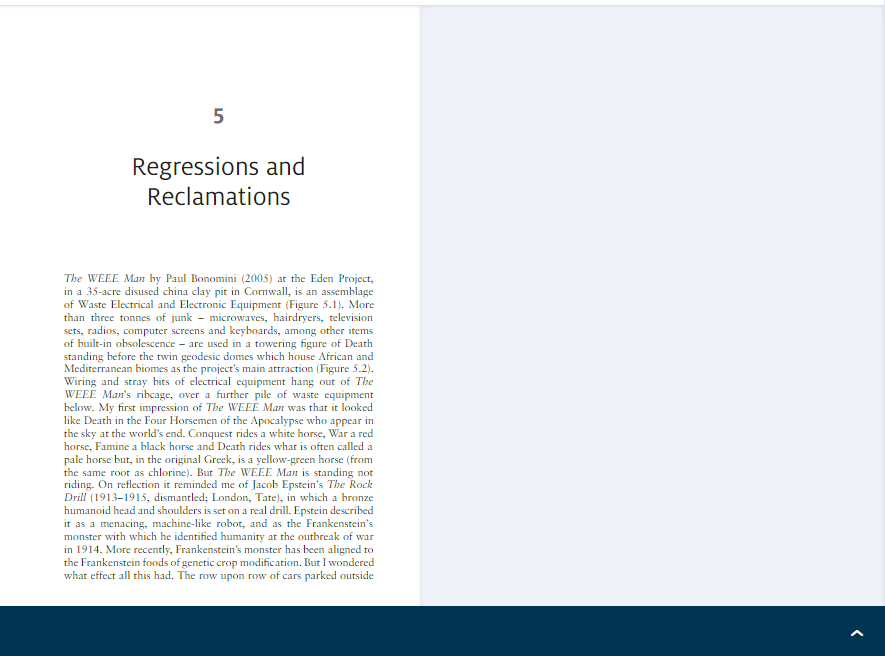 5
Regressions and
Reclamations
The WEEE Man by Paul Bonomini (2005) at the Eden Project,
in a 35-acre disused china clay pit in Cornwall, is an assemblage
of Waste Electrical and Electronic Equipment (Figure 5.1). More
than three tonnes of junk – microwaves, hairdryers, television
sets, radios, computer screens and keyboards, among other items
of built-in obsolescence – are used in a towering figure of Death
standing before the twin geodesic domes which house African and
Mediterranean biomes as the project's main attraction (Figure 5.2).
Wiring and stray bits of electrical equipment hang out of The
WEEE Man's ribcage, over a further pile of waste equipment
below. My first impression of The WEEE Man was that it looked
like Death in the Four Horsemen of the Apocalypse who appear in
the sky at the world's end. Conquest rides a white horse, War a red
horse, Famine a black horse and Death rides what is often called a
pale horse but, in the original Greek, is a yellow-green horse (from
the same root as chlorine). But The WEEE Man is standing not
riding. On reflection it reminded me of Jacob Epstein's The Rock
Drill (1913–1915, dismantled; London, Tate), in which a bronze
humanoid head and shoulders is set on a real drill. Epstein described
it as a menacing, machine-like robot, and as the Frankenstein's
monster with which he identified humanity at the outbreak of war
in 1914. More recently, Frankenstein's monster has been aligned to
the Frankenstein foods of genetic crop modification. But I wondered
what effect all this had. The row upon row of cars parked outside